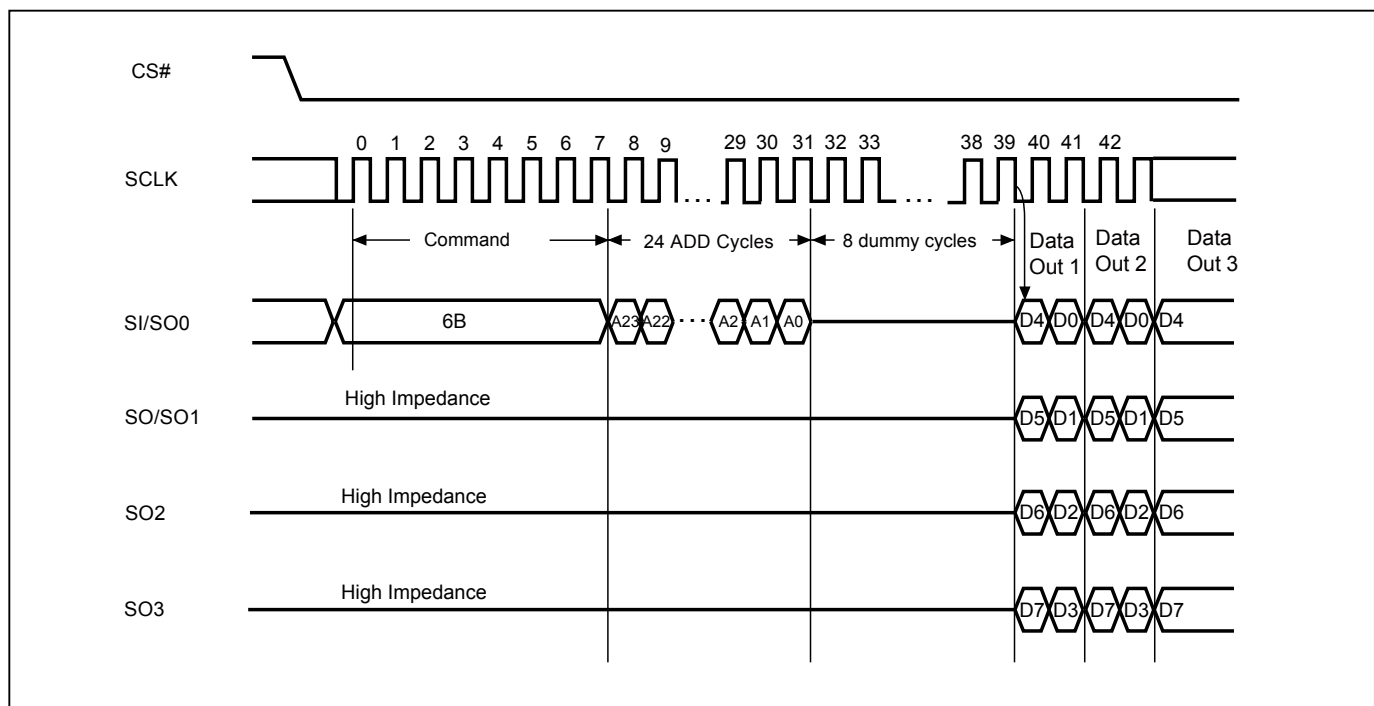 CS#
0 1 2 3 4 5 6 7 8 9 29 30 31 32 33 38 39 40 41 42
SCLK
Command 24 ADD Cycles 8 dummy cycles Data Out 1 Data Out 2 Data Out 3
SI/SO0 6B A23 A22 A2 A1 A0 D4 D0 D4 D0 D4
High Impedance
SO/SO1 D5 D1 D5 D1 D5
High Impedance
SO2 D6 D2 D6 D2 D6
High Impedance
SO3 D7 D3 D7 D3 D7